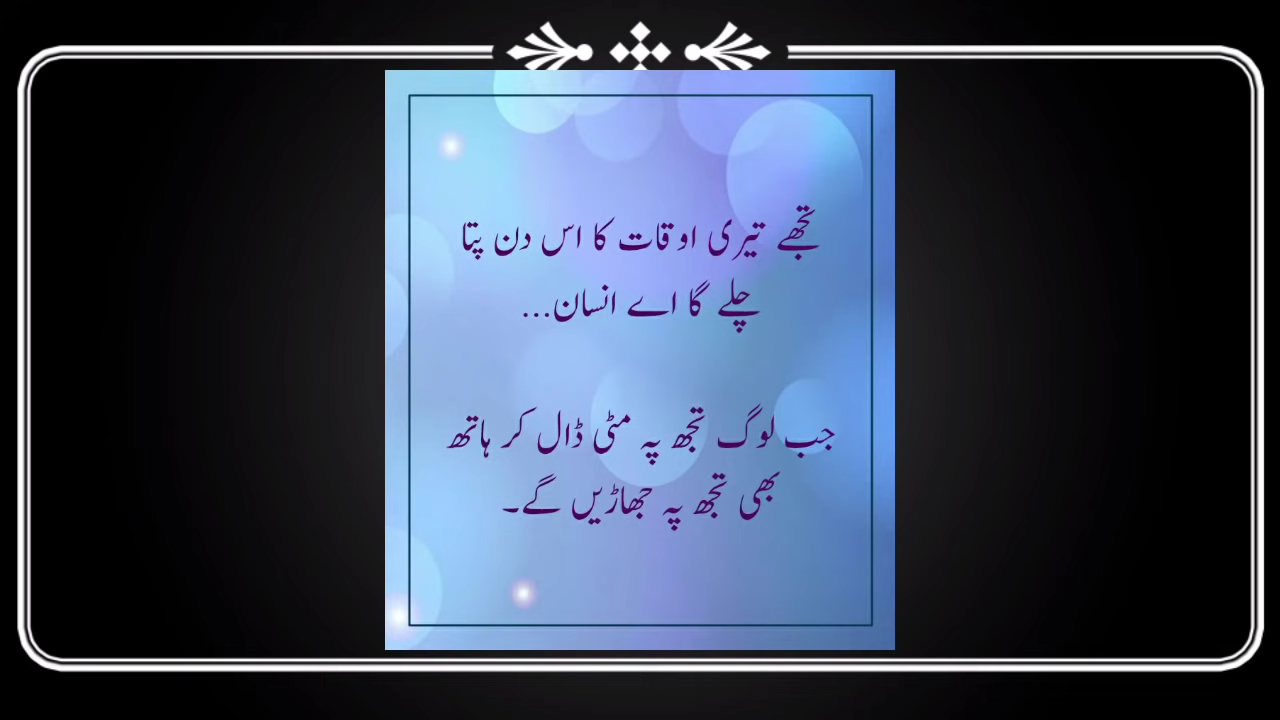 تجھے تیری اوقات کا اس دن پتا
چلے گا اے انسان...
جب لوگ تجھ پہ مٹی ڈال کر ہاتھ
بھی تجھ پہ جھاڑیں گے۔